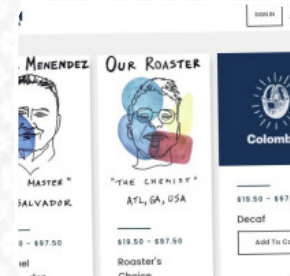 SIGN IN
MENENDEZ
MASTER"
SALVADOR
- $97.50
OUR ROASTER
"THE CHEMIST"
ATL, GA, USA
$19.50 - $97.50
Roaster's
Choice
Colomb
$19.50 - $97
Decaf
Add To Ca